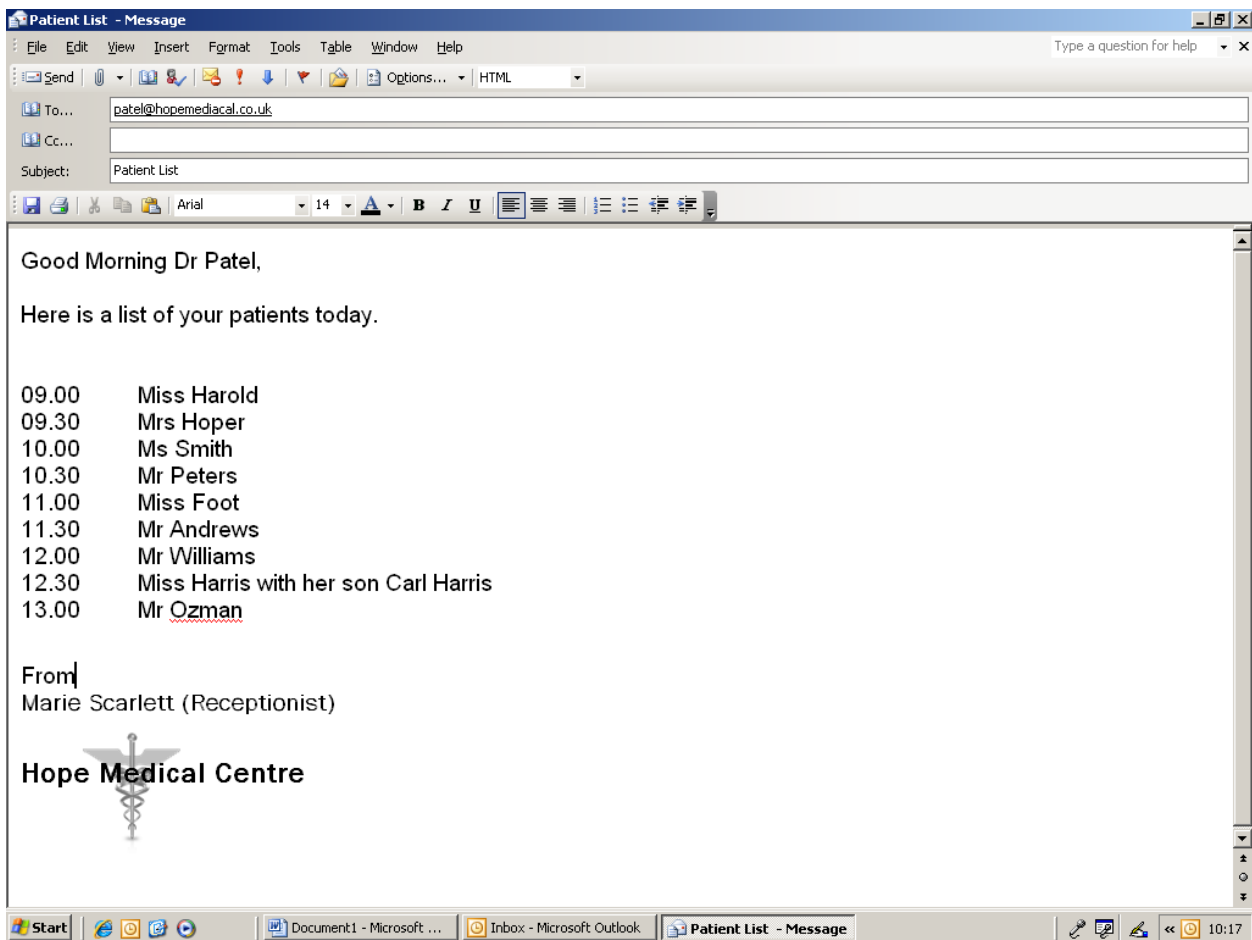 Patient List - Message
File Edit View Insert Format Tools Table Window Help Type a question for help
Send Options... HTML
To... patel@hopemediacal.co.uk
Cc...
Subject: Patient List
Arial 14 A B I U
Good Morning Dr Patel,
Here is a list of your patients today.
09.00 Miss Harold
09.30 Mrs Hoper
10.00 Ms Smith
10.30 Mr Peters
11.00 Miss Foot
11.30 Mr Andrews
12.00 Mr Williams
12.30 Miss Harris with her son Carl Harris
13.00 Mr Ozman
From
Marie Scarlett (Receptionist)
Hope Medical Centre
Start Document1 - Microsoft ... Inbox - Microsoft Outlook Patient List - Message 10:17